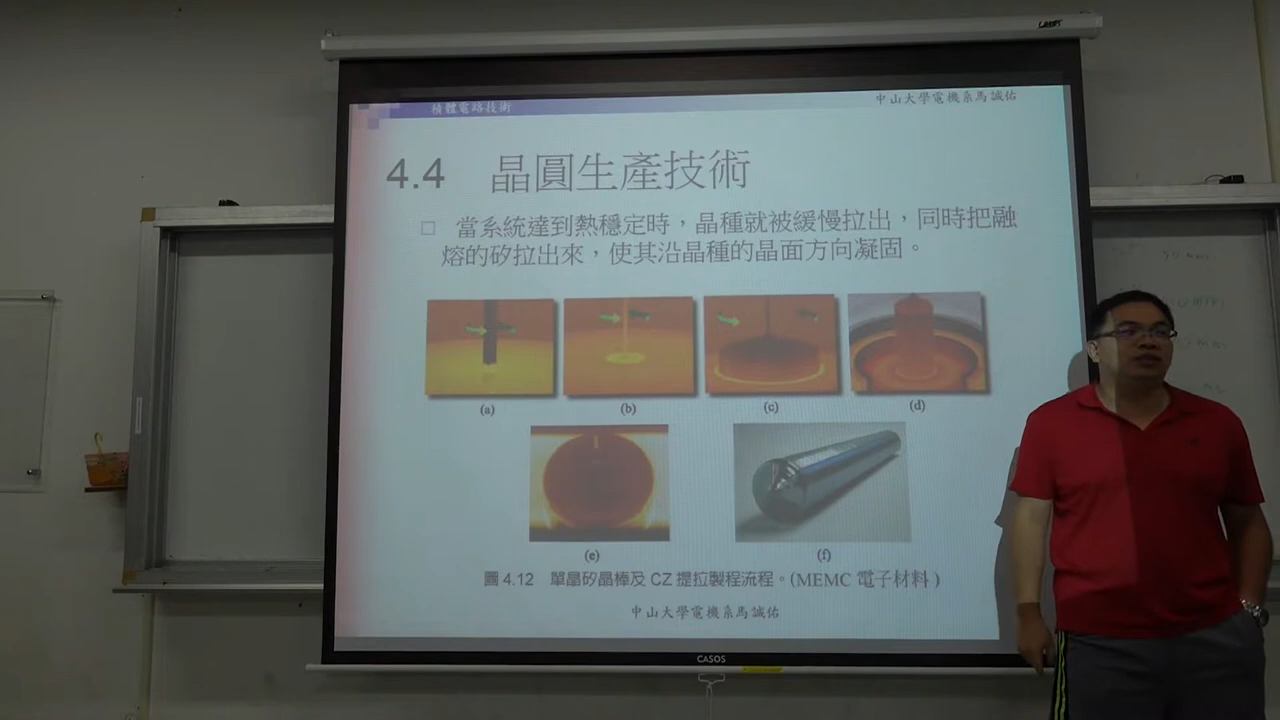 積體電路技術
中山大學電機系馬誠佑
4.4 晶圓生產技術
當系統達到熱穩定時，晶種就被緩慢拉出，同時把融
熔的矽拉出來，使其沿晶種的晶面方向凝固。
(a) (b) (c) (d)
(e) (f)
圖 4.12 單晶矽晶棒及 CZ 提拉製程流程。(MEMC 電子材料)
中山大學電機系馬誠佑
CASOS